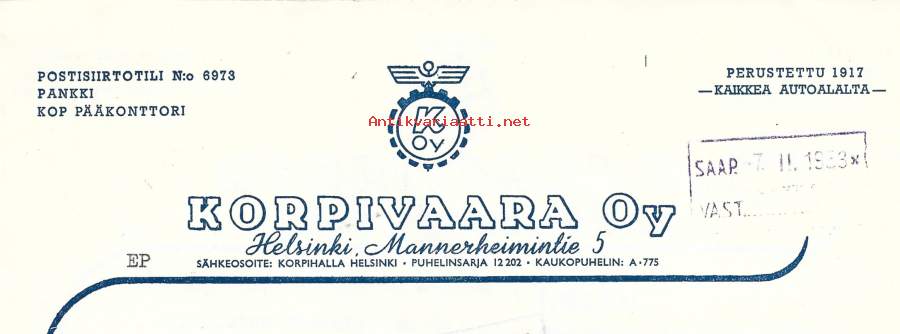 POSTISIIRTOTILI N:o 6973
PANKKI
KOP PÄÄKONTTORI
PERUSTETTU 1917
—KAIKKEA AUTOALALTA—
K
OY
Antikvariaatti.net
SAAP. 7. II. 1953
VAST.
KORPIVAARA Oy
Helsinki, Mannerheimintie 5
EP
SÄHKEOSOITE: KORPIHALLA HELSINKI · PUHELINSARJA 12 202 · KAUKOPUHELIN: A·775